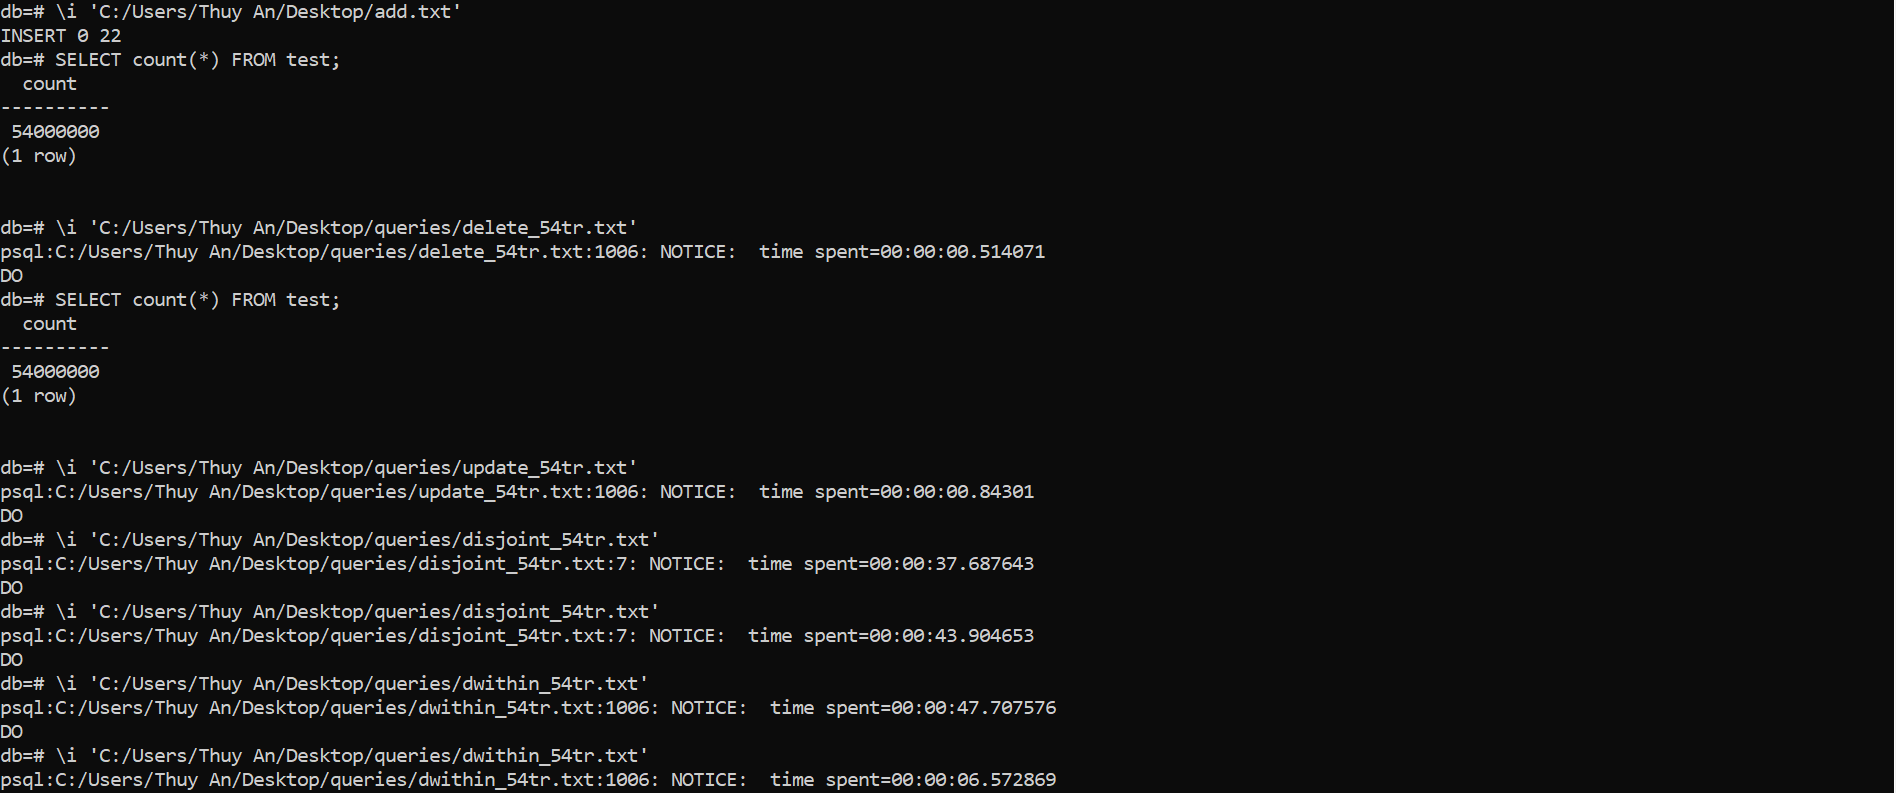 db=# \i 'C:/Users/Thuy An/Desktop/add.txt'
INSERT 0 22
db=# SELECT count(*) FROM test;
  count
----------
 54000000
(1 row)

db=# \i 'C:/Users/Thuy An/Desktop/queries/delete_54tr.txt'
psql:C:/Users/Thuy An/Desktop/queries/delete_54tr.txt:1006: NOTICE:  time spent=00:00:00.514071
DO
db=# SELECT count(*) FROM test;
  count
----------
 54000000
(1 row)

db=# \i 'C:/Users/Thuy An/Desktop/queries/update_54tr.txt'
psql:C:/Users/Thuy An/Desktop/queries/update_54tr.txt:1006: NOTICE:  time spent=00:00:00.84301
DO
db=# \i 'C:/Users/Thuy An/Desktop/queries/disjoint_54tr.txt'
psql:C:/Users/Thuy An/Desktop/queries/disjoint_54tr.txt:7: NOTICE:  time spent=00:00:37.687643
DO
db=# \i 'C:/Users/Thuy An/Desktop/queries/disjoint_54tr.txt'
psql:C:/Users/Thuy An/Desktop/queries/disjoint_54tr.txt:7: NOTICE:  time spent=00:00:43.904653
DO
db=# \i 'C:/Users/Thuy An/Desktop/queries/dwithin_54tr.txt'
psql:C:/Users/Thuy An/Desktop/queries/dwithin_54tr.txt:1006: NOTICE:  time spent=00:00:47.707576
DO
db=# \i 'C:/Users/Thuy An/Desktop/queries/dwithin_54tr.txt'
psql:C:/Users/Thuy An/Desktop/queries/dwithin_54tr.txt:1006: NOTICE:  time spent=00:00:06.572869